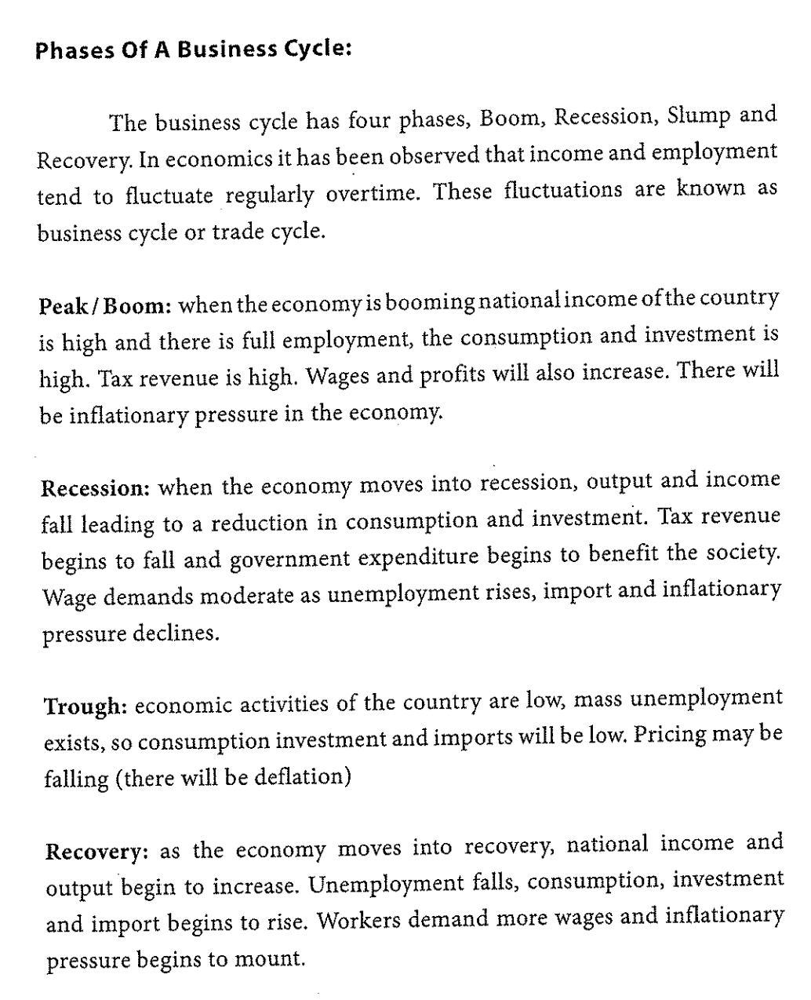 Phases Of A Business Cycle:
The business cycle has four phases, Boom, Recession, Slump and
Recovery. In economics it has been observed that income and employment
tend to fluctuate regularly overtime. These fluctuations are known as
business cycle or trade cycle.
Peak / Boom: when the economy is booming national income of the country
is high and there is full employment, the consumption and investment is
high. Tax revenue is high. Wages and profits will also increase. There will
be inflationary pressure in the economy.
Recession: when the economy moves into recession, output and income
fall leading to a reduction in consumption and investment. Tax revenue
begins to fall and government expenditure begins to benefit the society.
Wage demands moderate as unemployment rises, import and inflationary
pressure declines.
Trough: economic activities of the country are low, mass unemployment
exists, so consumption investment and imports will be low. Pricing may be
falling (there will be deflation)
Recovery: as the economy moves into recovery, national income and
output begin to increase. Unemployment falls, consumption, investment
and import begins to rise. Workers demand more wages and inflationary
pressure begins to mount.